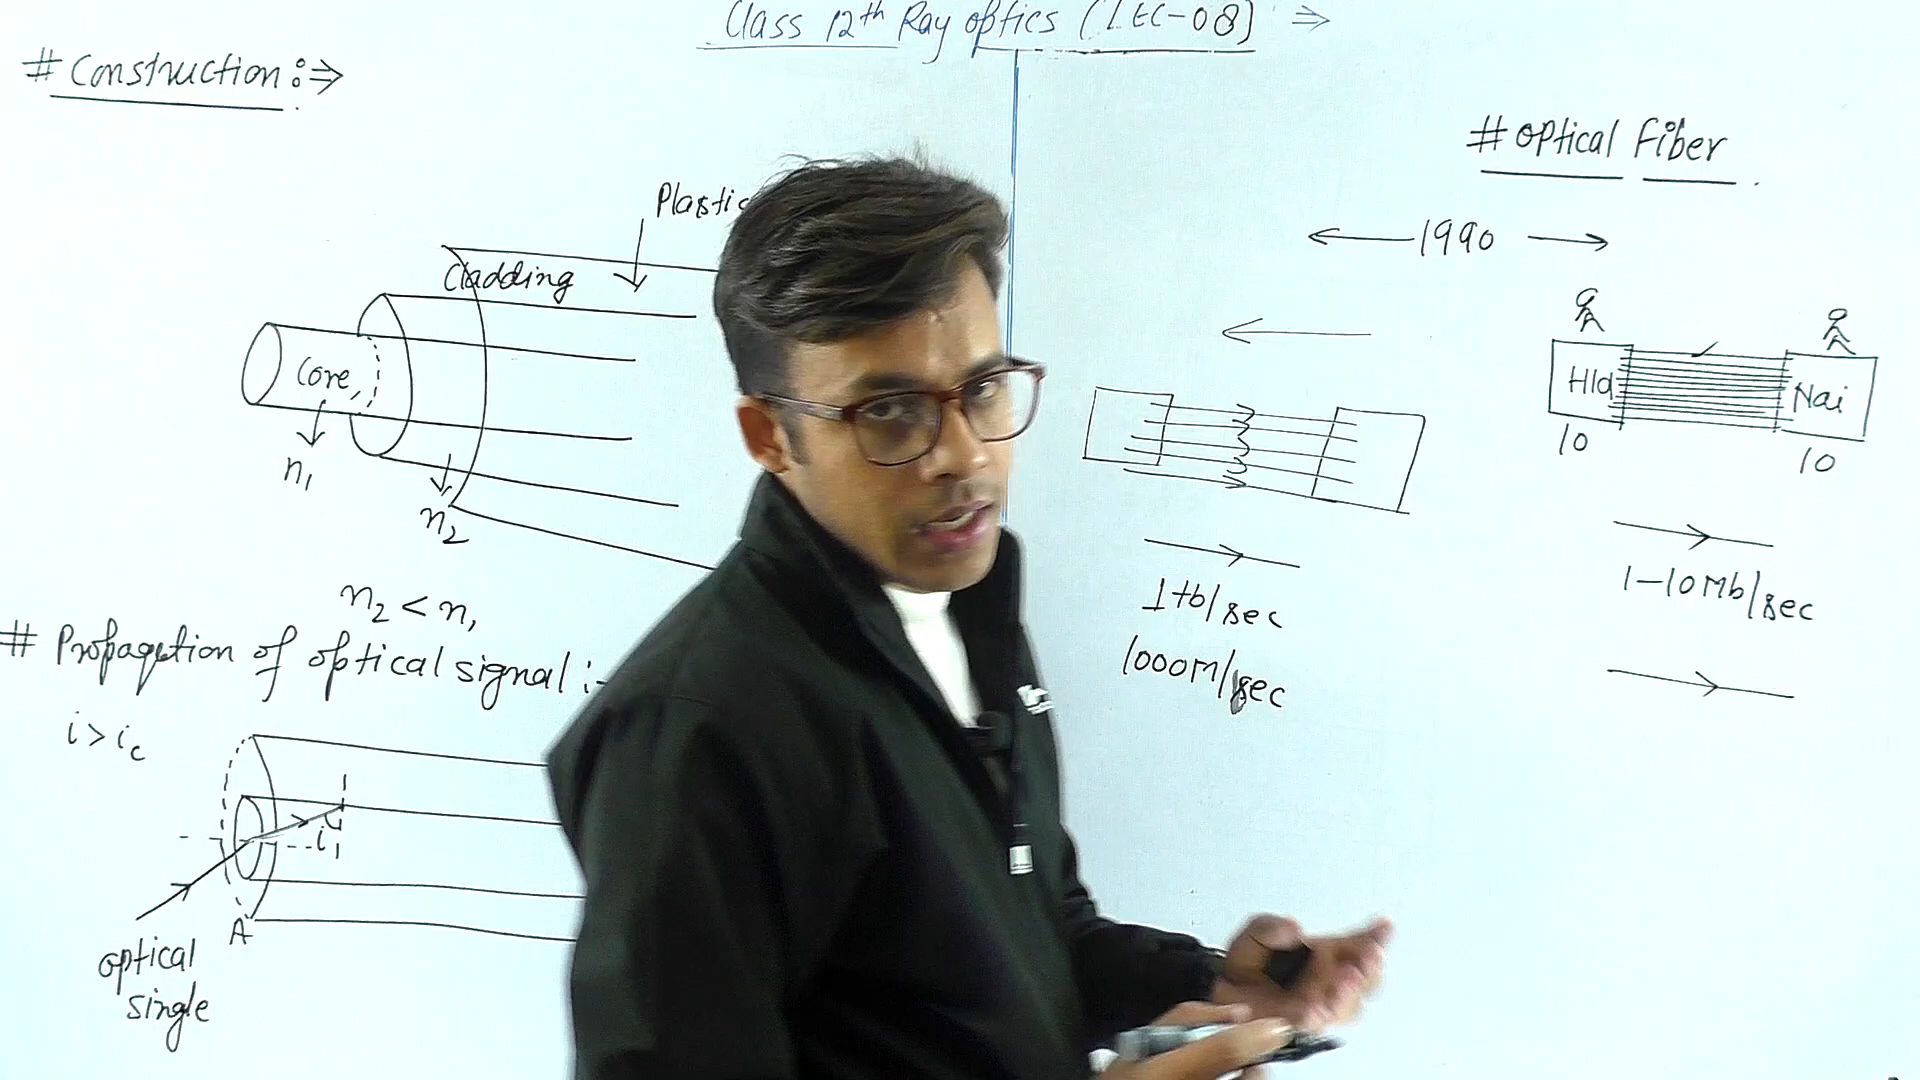 Class 12th Ray optics (LEC-08) ⇒
# Construction :⇒
Plastic
Cladding
Core
n1
n2
n2 < n1
# Propagation of optical signal :-
i > ic
i
A
optical
single
# Optical Fiber
1990
Hld
Nai
10
10
1-10Mb/sec
1tb/sec
1000M/sec